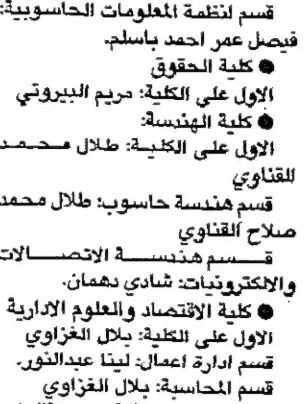 قسم انظمة المعلومات الحاسوبية:
فيصل عمر احمد باسلم.
● كلية الحقوق
الاول على الكلية: مريم البيروتي
● كلية الهندسة:
الاول على الكلية: طلال محمد
القناوي
قسم هندسة حاسوب: طلال محمد
صلاح القناوي
قسم هندسة الاتصالات
والالكترونيات: شادي دهمان.
● كلية الاقتصاد والعلوم الادارية
الاول على الكلية: بلال الغزاوي
قسم ادارة اعمال: لينا عبدالنور.
قسم المحاسبة: بلال الغزاوي